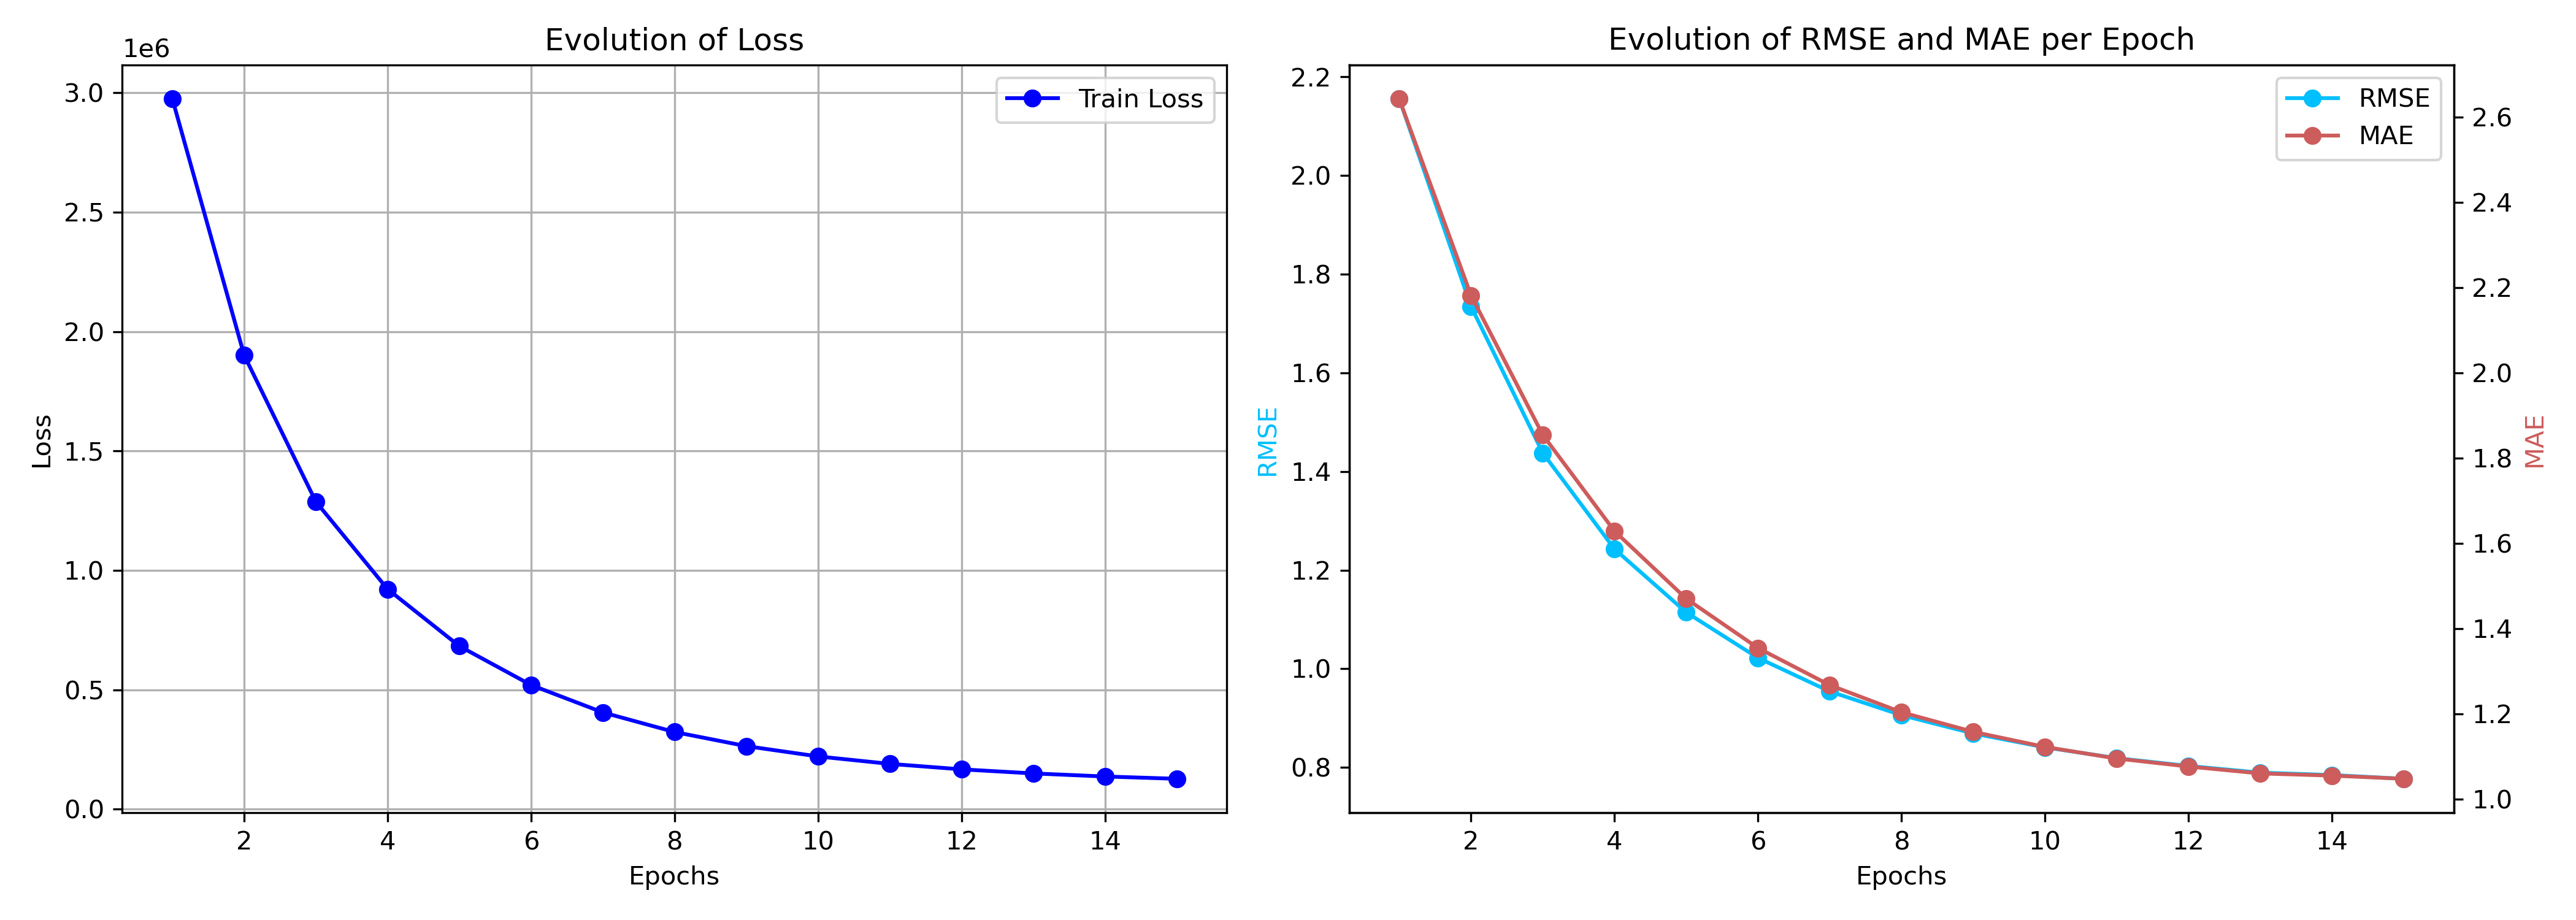 Evolution of Loss
1e6
Train Loss
3.0
2.5
2.0
1.5
1.0
0.5
0.0
Loss
2 4 6 8 10 12 14
Epochs
Evolution of RMSE and MAE per Epoch
RMSE
MAE
2.2
2.0
1.8
1.6
1.4
1.2
1.0
0.8
RMSE
2.6
2.4
2.2
2.0
1.8
1.6
1.4
1.2
1.0
MAE
2 4 6 8 10 12 14
Epochs